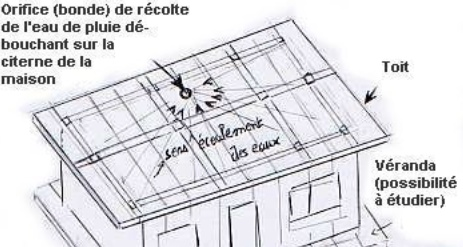 Orifice (bonde) de récolte
de l'eau de pluie dé-
bouchant sur la
citerne de la
maison
Toit
sens écoulement
des eaux
Véranda
(possibilité
à étudier)